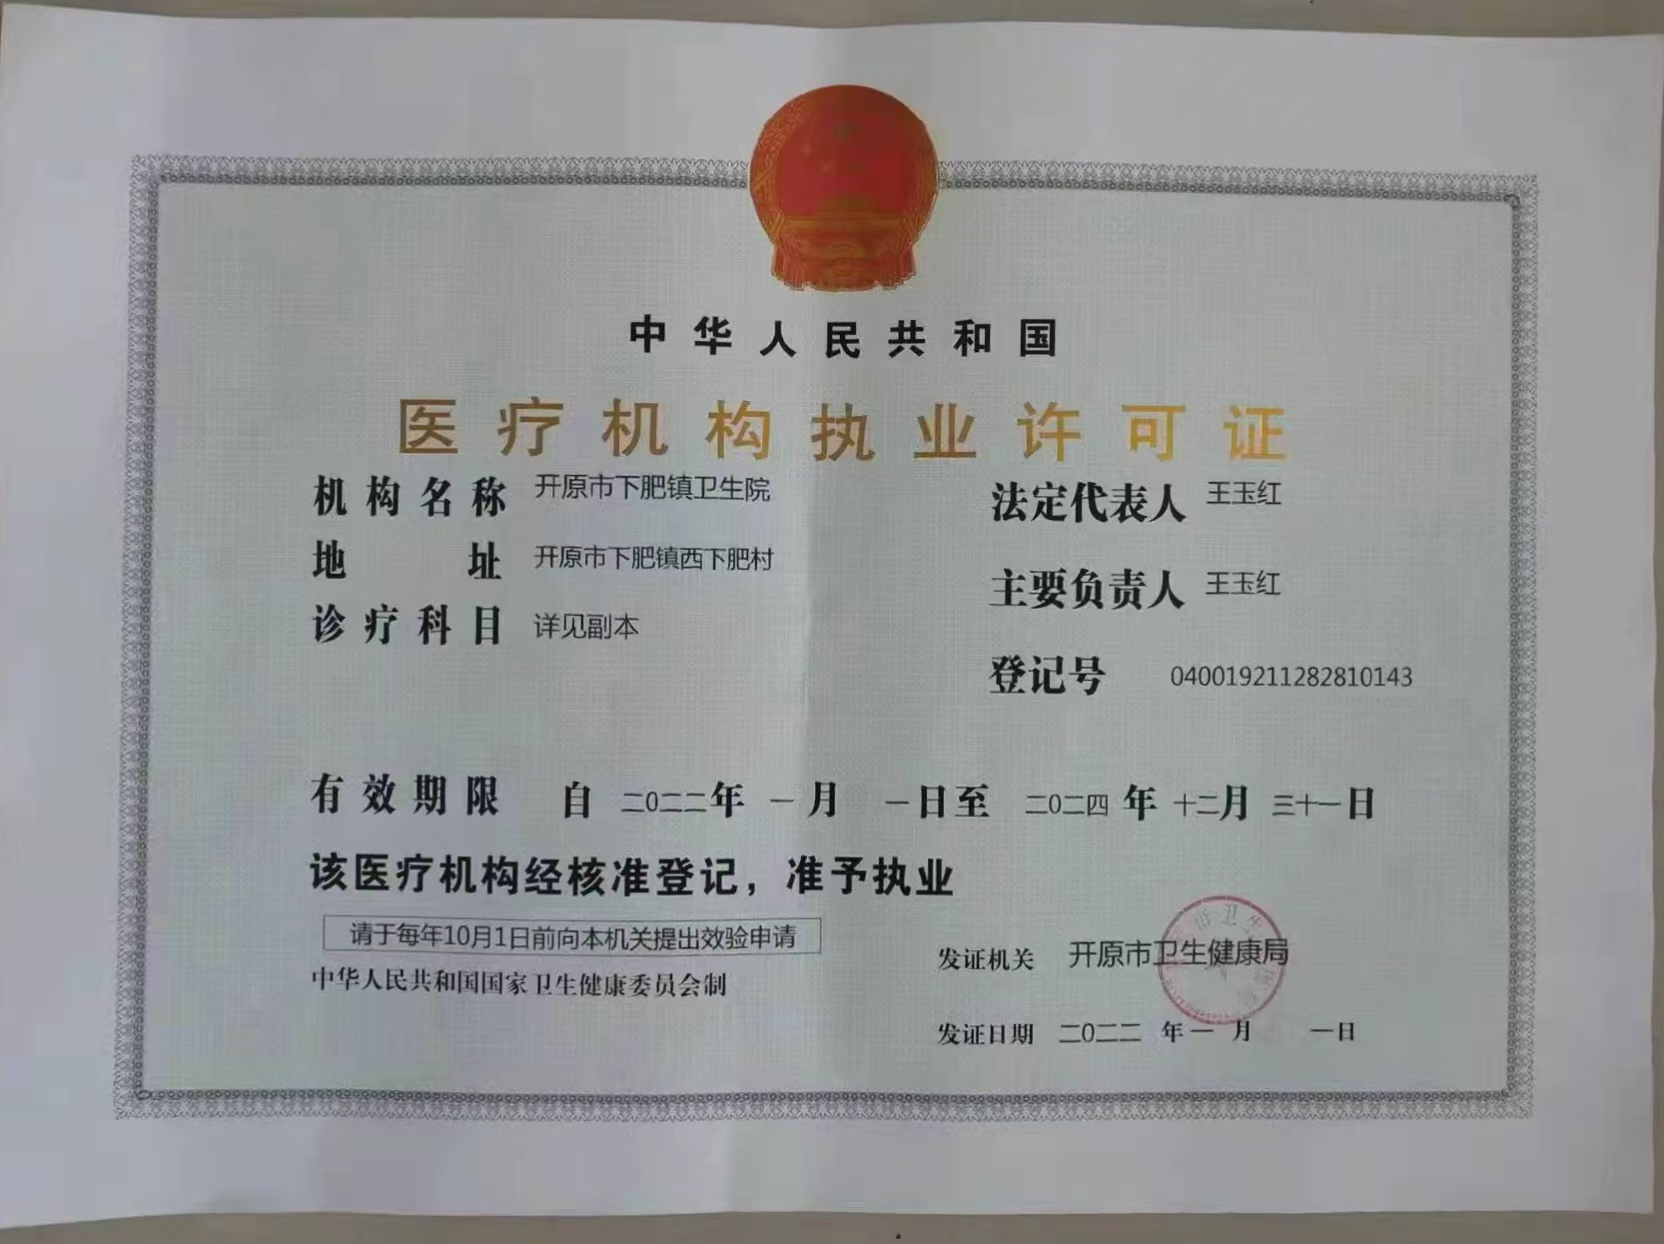 中华人民共和国
医疗机构执业许可证
机构名称 开原市下肥镇卫生院
地址 开原市下肥镇西下肥村
诊疗科目 详见副本
法定代表人 王玉红
主要负责人 王玉红
登记号 040019211282810143
有效期限 自二〇二二年一月一日至二〇二四年十二月三十一日
该医疗机构经核准登记，准予执业
请于每年10月1日前向本机关提出效验申请
中华人民共和国国家卫生健康委员会制
发证机关 开原市卫生健康局
发证日期 二〇二二年一月一日